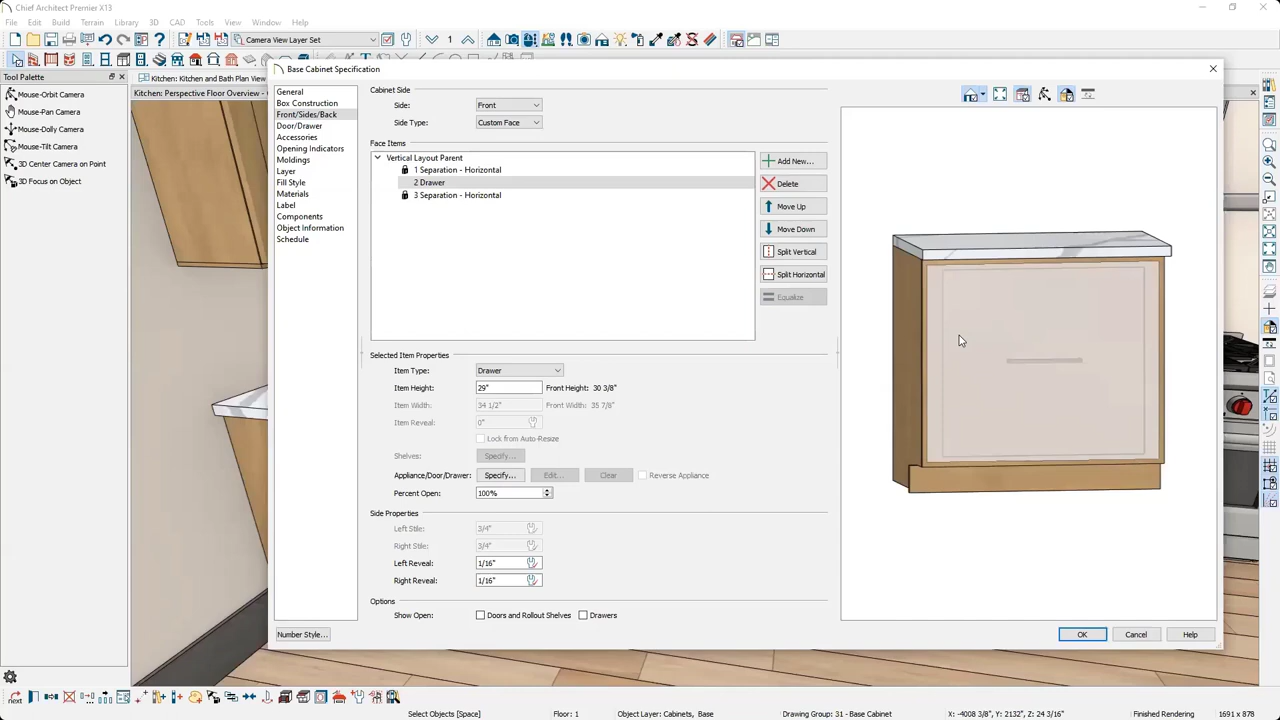 Chief Architect Premier X13
File Edit Build Terrain Library 3D CAD Tools View Window Help
Camera View Layer Set
1
Tool Palette
Mouse-Orbit Camera
Mouse-Pan Camera
Mouse-Dolly Camera
Mouse-Tilt Camera
3D Center Camera on Point
3D Focus on Object
Kitchen: Kitchen and Bath Plan View
Kitchen: Perspective Floor Overview -
Base Cabinet Specification
General
Box Construction
Front/Sides/Back
Door/Drawer
Accessories
Opening Indicators
Moldings
Layer
Fill Style
Materials
Label
Components
Object Information
Schedule
Cabinet Side
Side: Front
Side Type: Custom Face
Face Items
Vertical Layout Parent
1 Separation - Horizontal
2 Drawer
3 Separation - Horizontal
Add New...
Delete
Move Up
Move Down
Split Vertical
Split Horizontal
Equalize
Selected Item Properties
Item Type: Drawer
Item Height: 29" Front Height: 30 3/8"
Item Width: 34 1/2" Front Width: 35 7/8"
Item Reveal: 0"
Lock from Auto-Resize
Shelves: Specify...
Appliance/Door/Drawer: Specify... Edit... Clear Reverse Appliance
Percent Open: 100%
Side Properties
Left Stile: 3/4"
Right Stile: 3/4"
Left Reveal: 1/16"
Right Reveal: 1/16"
Options
Show Open: Doors and Rollout Shelves Drawers
Number Style... OK Cancel Help
next
Select Objects [Space] Floor: 1 Object Layer: Cabinets, Base Drawing Group: 31 - Base Cabinet X: -4008 3/8", Y: 2132", Z: 24 3/16" Finished Rendering 1691 x 878